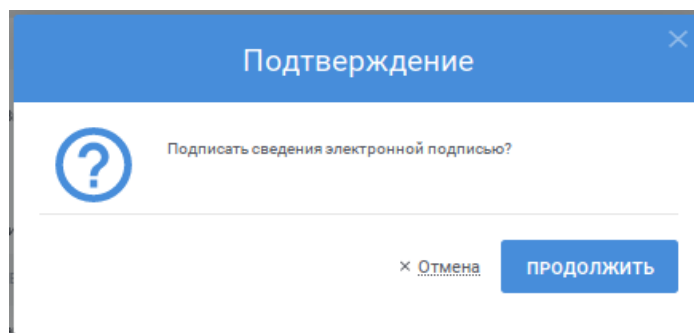 Подтверждение
Подписать сведения электронной подписью?
× Отмена ПРОДОЛЖИТЬ